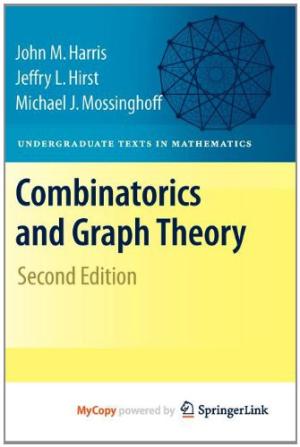 John M. Harris
Jeffry L. Hirst
Michael J. Mossinghoff
UNDERGRADUATE TEXTS IN MATHEMATICS
Combinatorics
and Graph Theory
Second Edition
MyCopy powered by SpringerLink